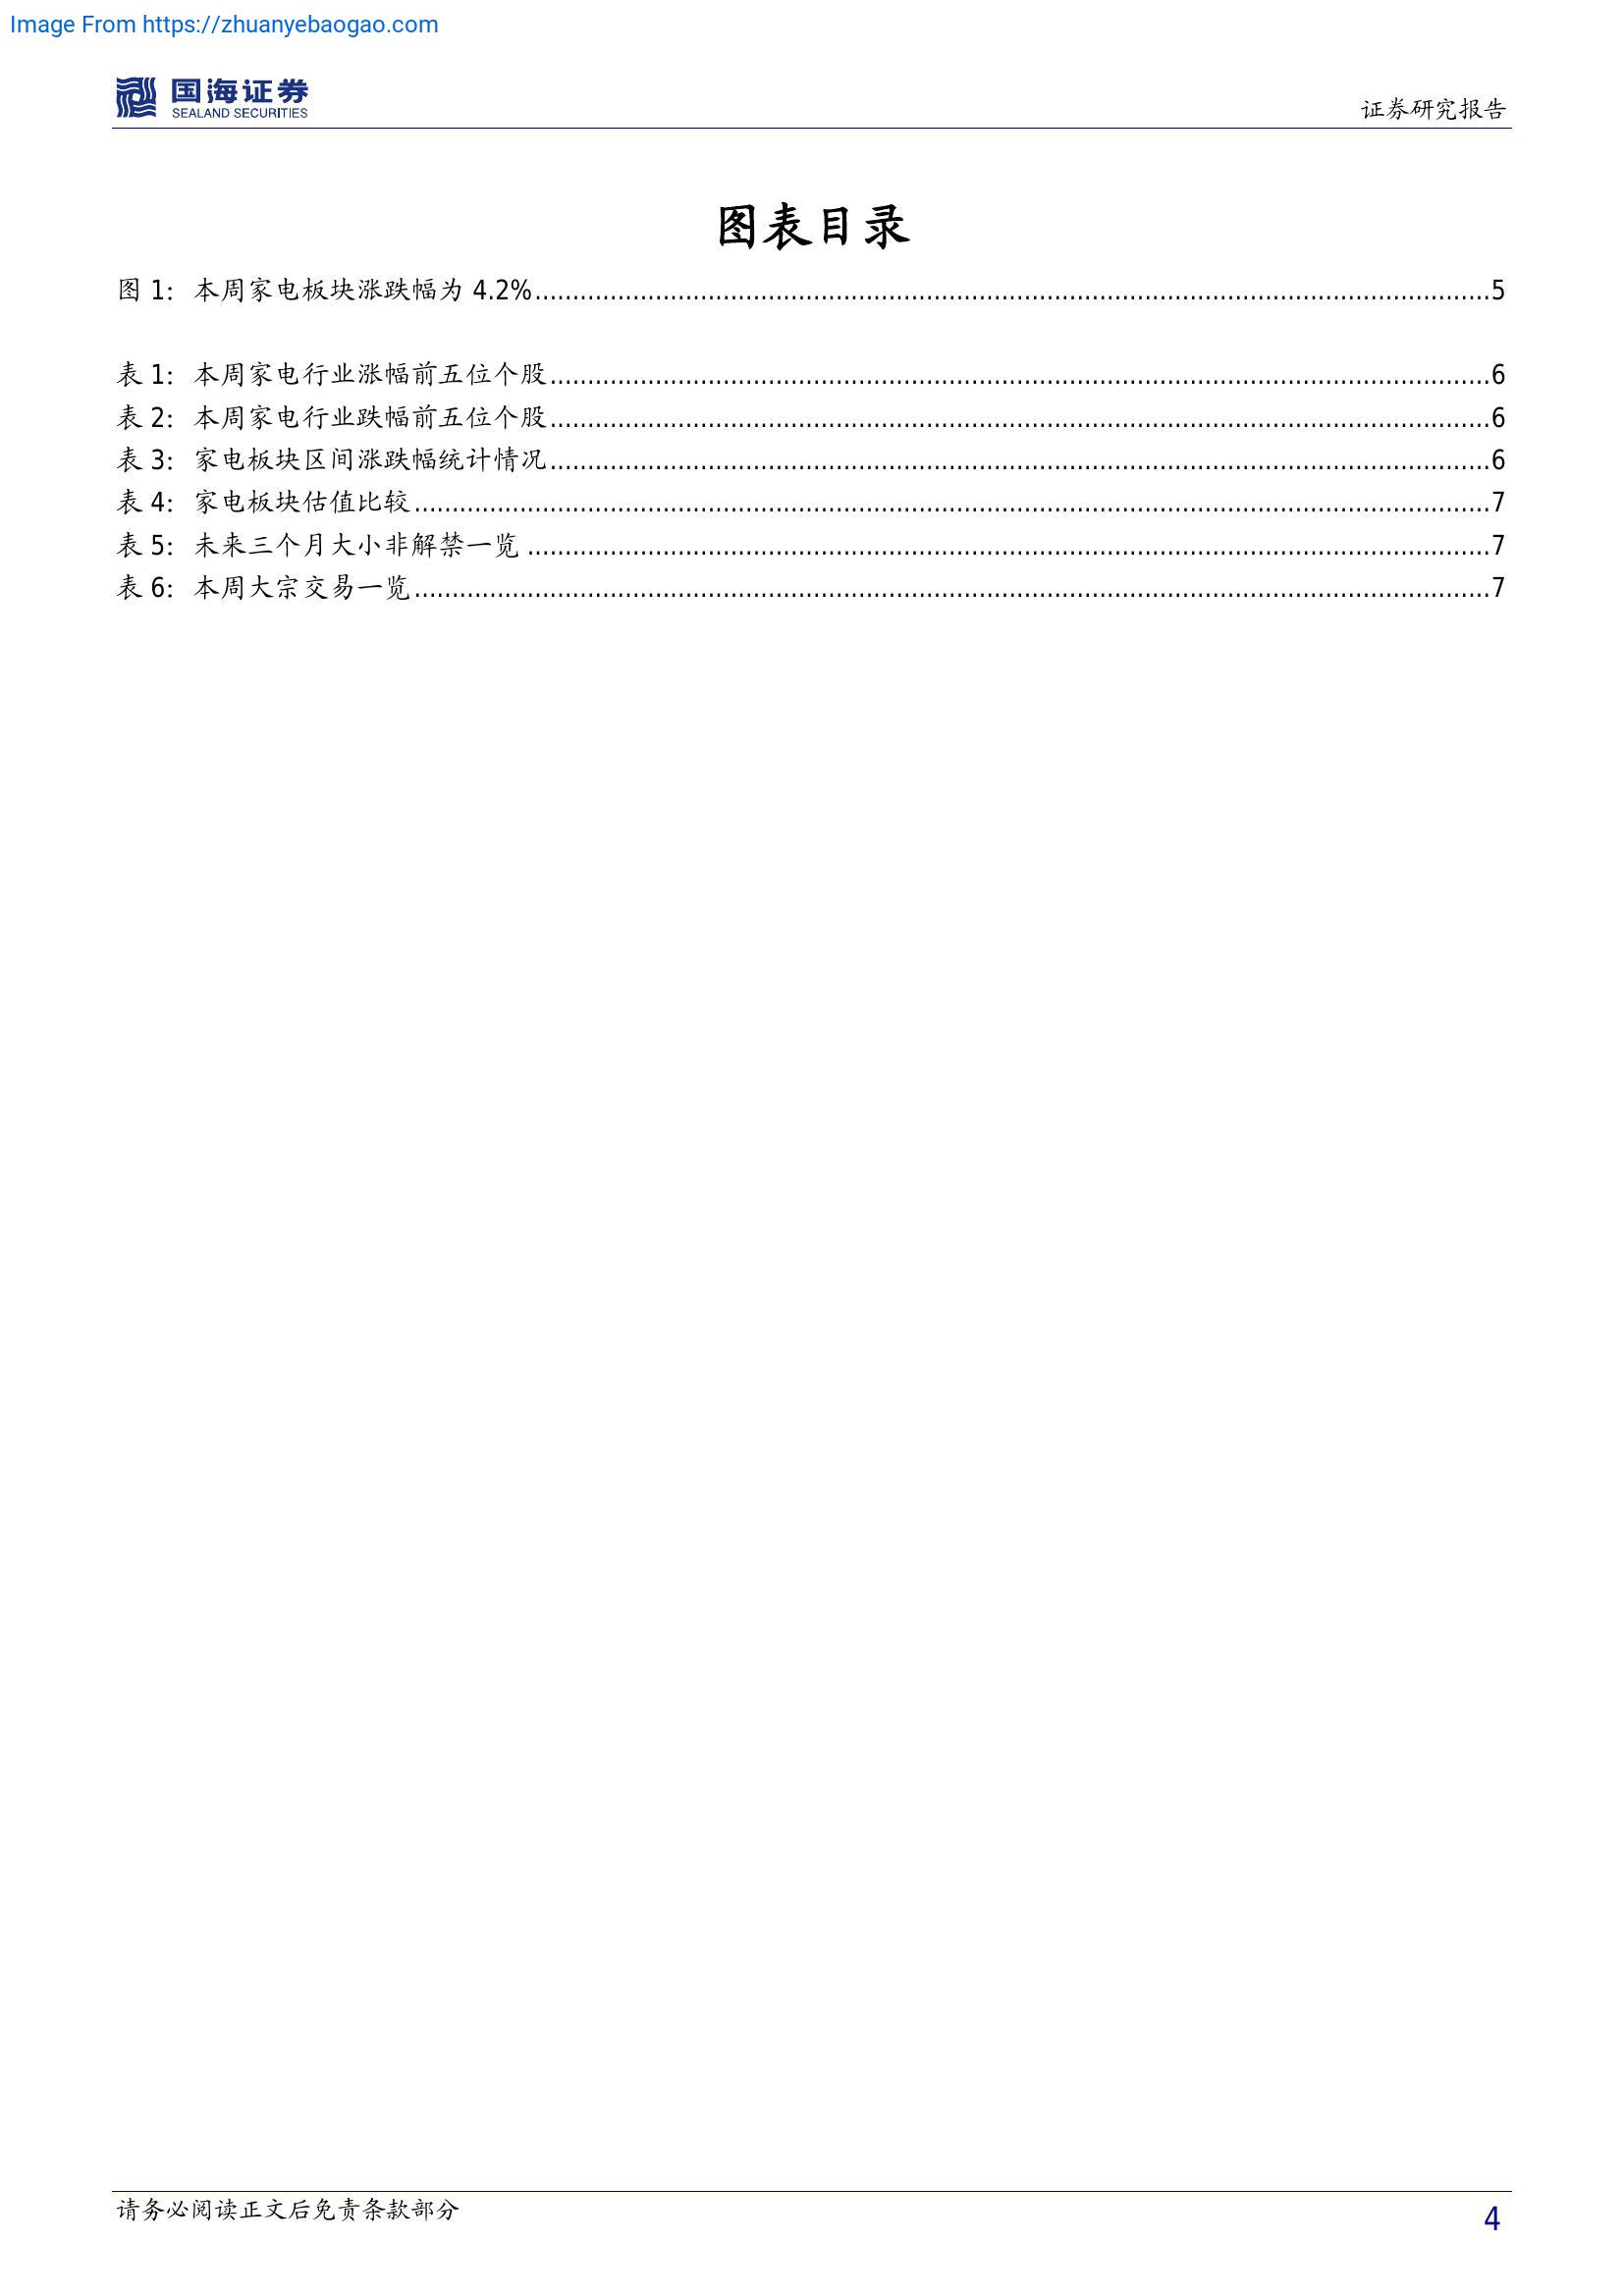 Image From https://zhuanyebaogao.com
国海证券
SEALAND SECURITIES
证券研究报告
图表目录
图 1: 本周家电板块涨跌幅为 4.2%........................................................................................................................5
表 1: 本周家电行业涨幅前五位个股........................................................................................................................6
表 2: 本周家电行业跌幅前五位个股........................................................................................................................6
表 3: 家电板块区间涨跌幅统计情况........................................................................................................................6
表 4: 家电板块估值比较........................................................................................................................7
表 5: 未来三个月大小非解禁一览........................................................................................................................7
表 6: 本周大宗交易一览........................................................................................................................7
请务必阅读正文后免责条款部分
4